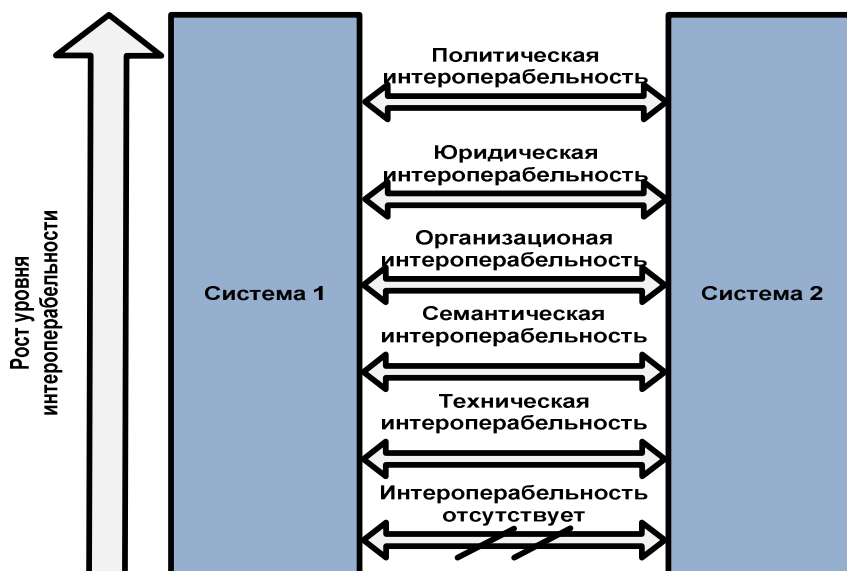 Политическая
интероперабельность
Юридическая
интероперабельность
Организационая
интероперабельность
Система 1
Система 2
Семантическая
интероперабельность
Техническая
интероперабельность
Интероперабельность
отсутствует
Рост уровня
интероперабельности